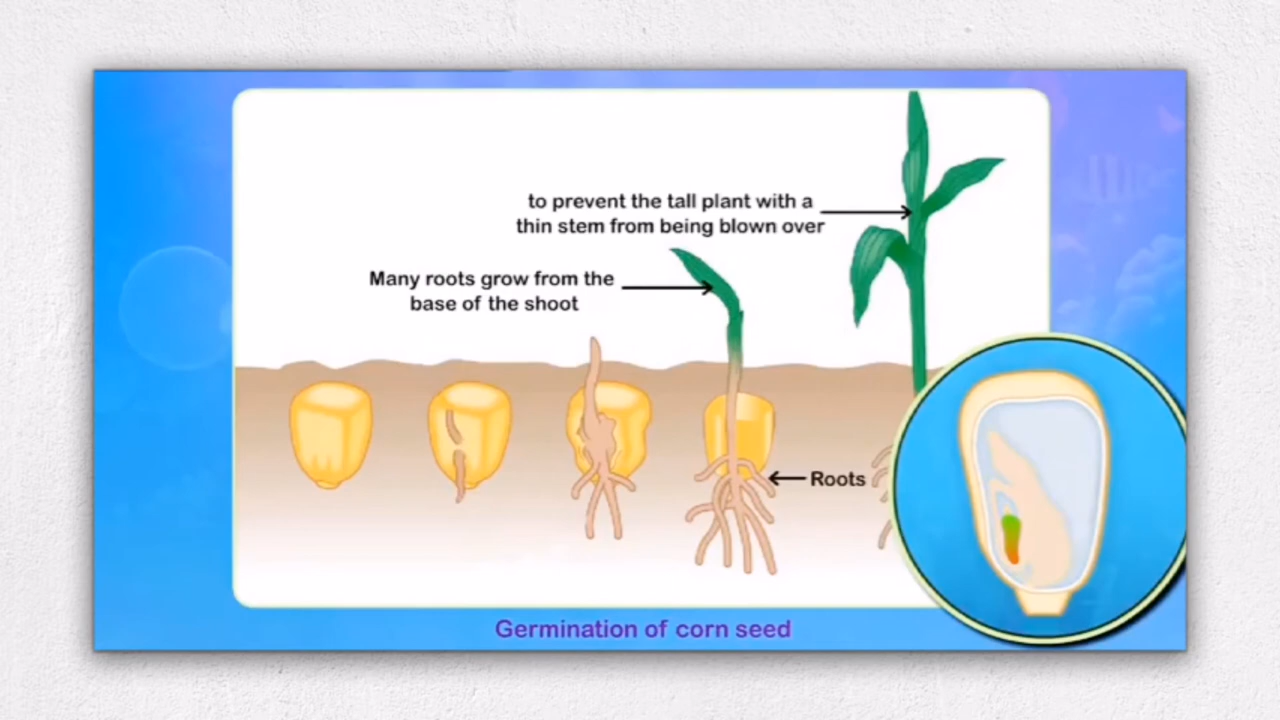 to prevent the tall plant with a
thin stem from being blown over
Many roots grow from the
base of the shoot
Roots
Germination of corn seed